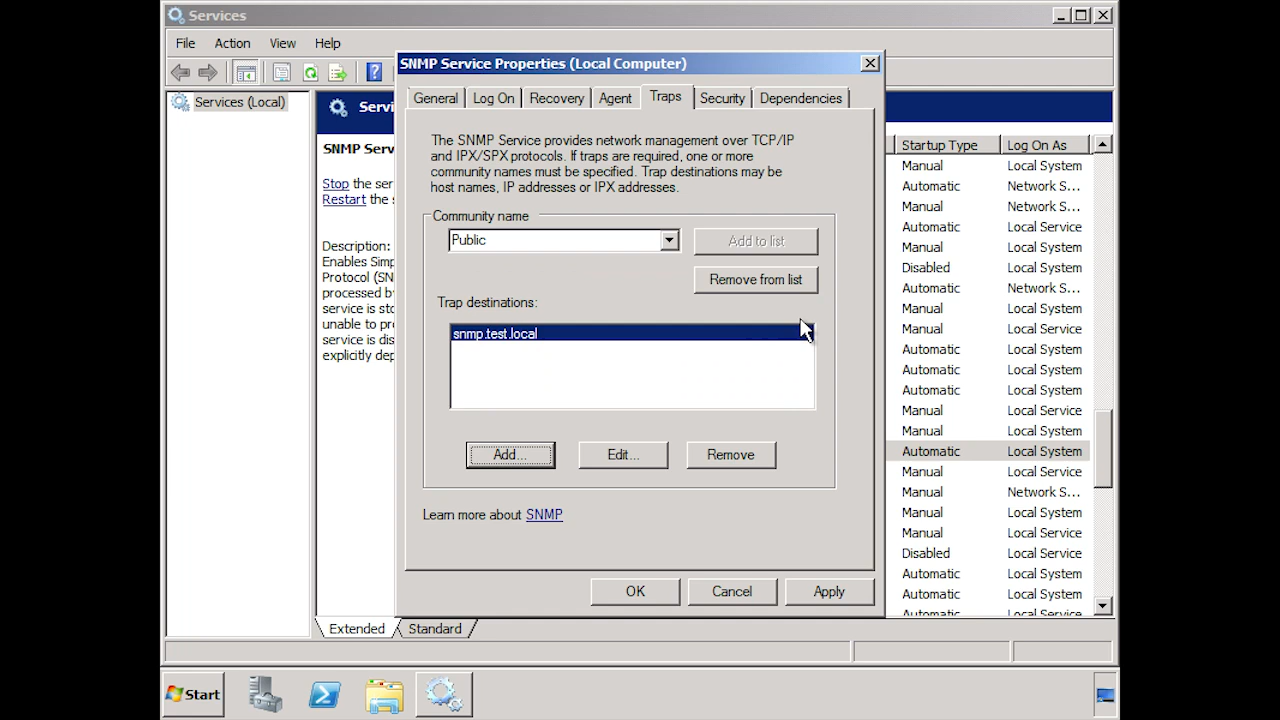 Services
File Action View Help
SNMP Service Properties (Local Computer)
General Log On Recovery Agent Traps Security Dependencies
Services (Local)
SNMP
Stop the
Restart the
Description:
Enables
Protocol
processed
service is
unable to
service is
explicitly
The SNMP Service provides network management over TCP/IP
and IPX/SPX protocols. If traps are required, one or more
community names must be specified. Trap destinations may be
host names, IP addresses or IPX addresses.
Community name
Public
Add to list
Remove from list
Trap destinations:
snmp.test.local
Add... Edit... Remove
Learn more about SNMP
OK Cancel Apply
Startup Type Log On As
Manual Local System
Automatic Network S...
Manual Network S...
Automatic Local Service
Manual Local System
Disabled Local System
Automatic Network S...
Manual Local System
Manual Local Service
Automatic Local System
Automatic Local System
Automatic Local System
Manual Local Service
Manual Local System
Automatic Local System
Manual Local Service
Manual Network S...
Manual Local System
Manual Local Service
Disabled Local Service
Automatic Local System
Automatic Local System
Automatic Local Service
Extended Standard
Start